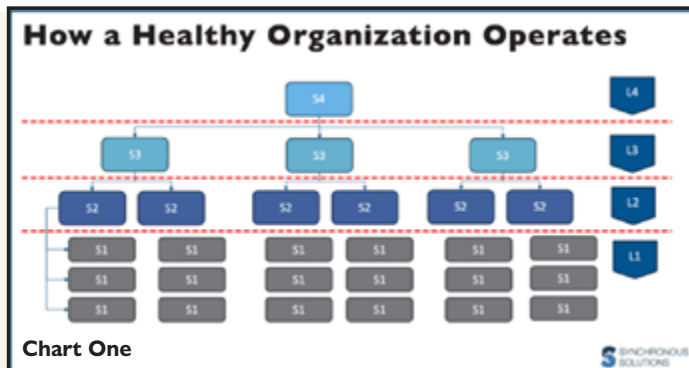 How a Healthy Organization Operates
S4 L4
S3 S3 S3 L3
S2 S2 S2 S2 S2 S2 L2
S1 S1 S1 S1 S1 S1 L1
S1 S1 S1 S1 S1 S1
S1 S1 S1 S1 S1 S1
Chart One
SYNCHRONOUS
SOLUTIONS